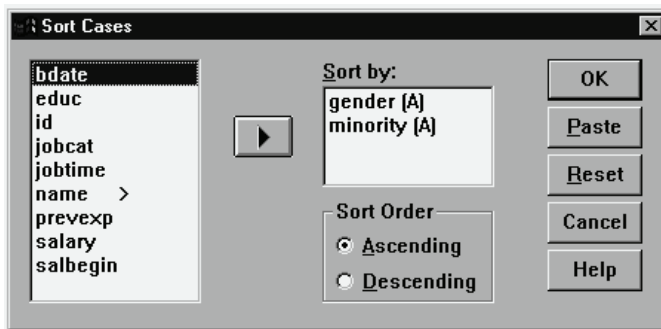 Sort Cases
bdate
educ
id
jobcat
jobtime
name >
prevexp
salary
salbegin
Sort by:
gender (A)
minority (A)
Sort Order
Ascending
Descending
OK
Paste
Reset
Cancel
Help